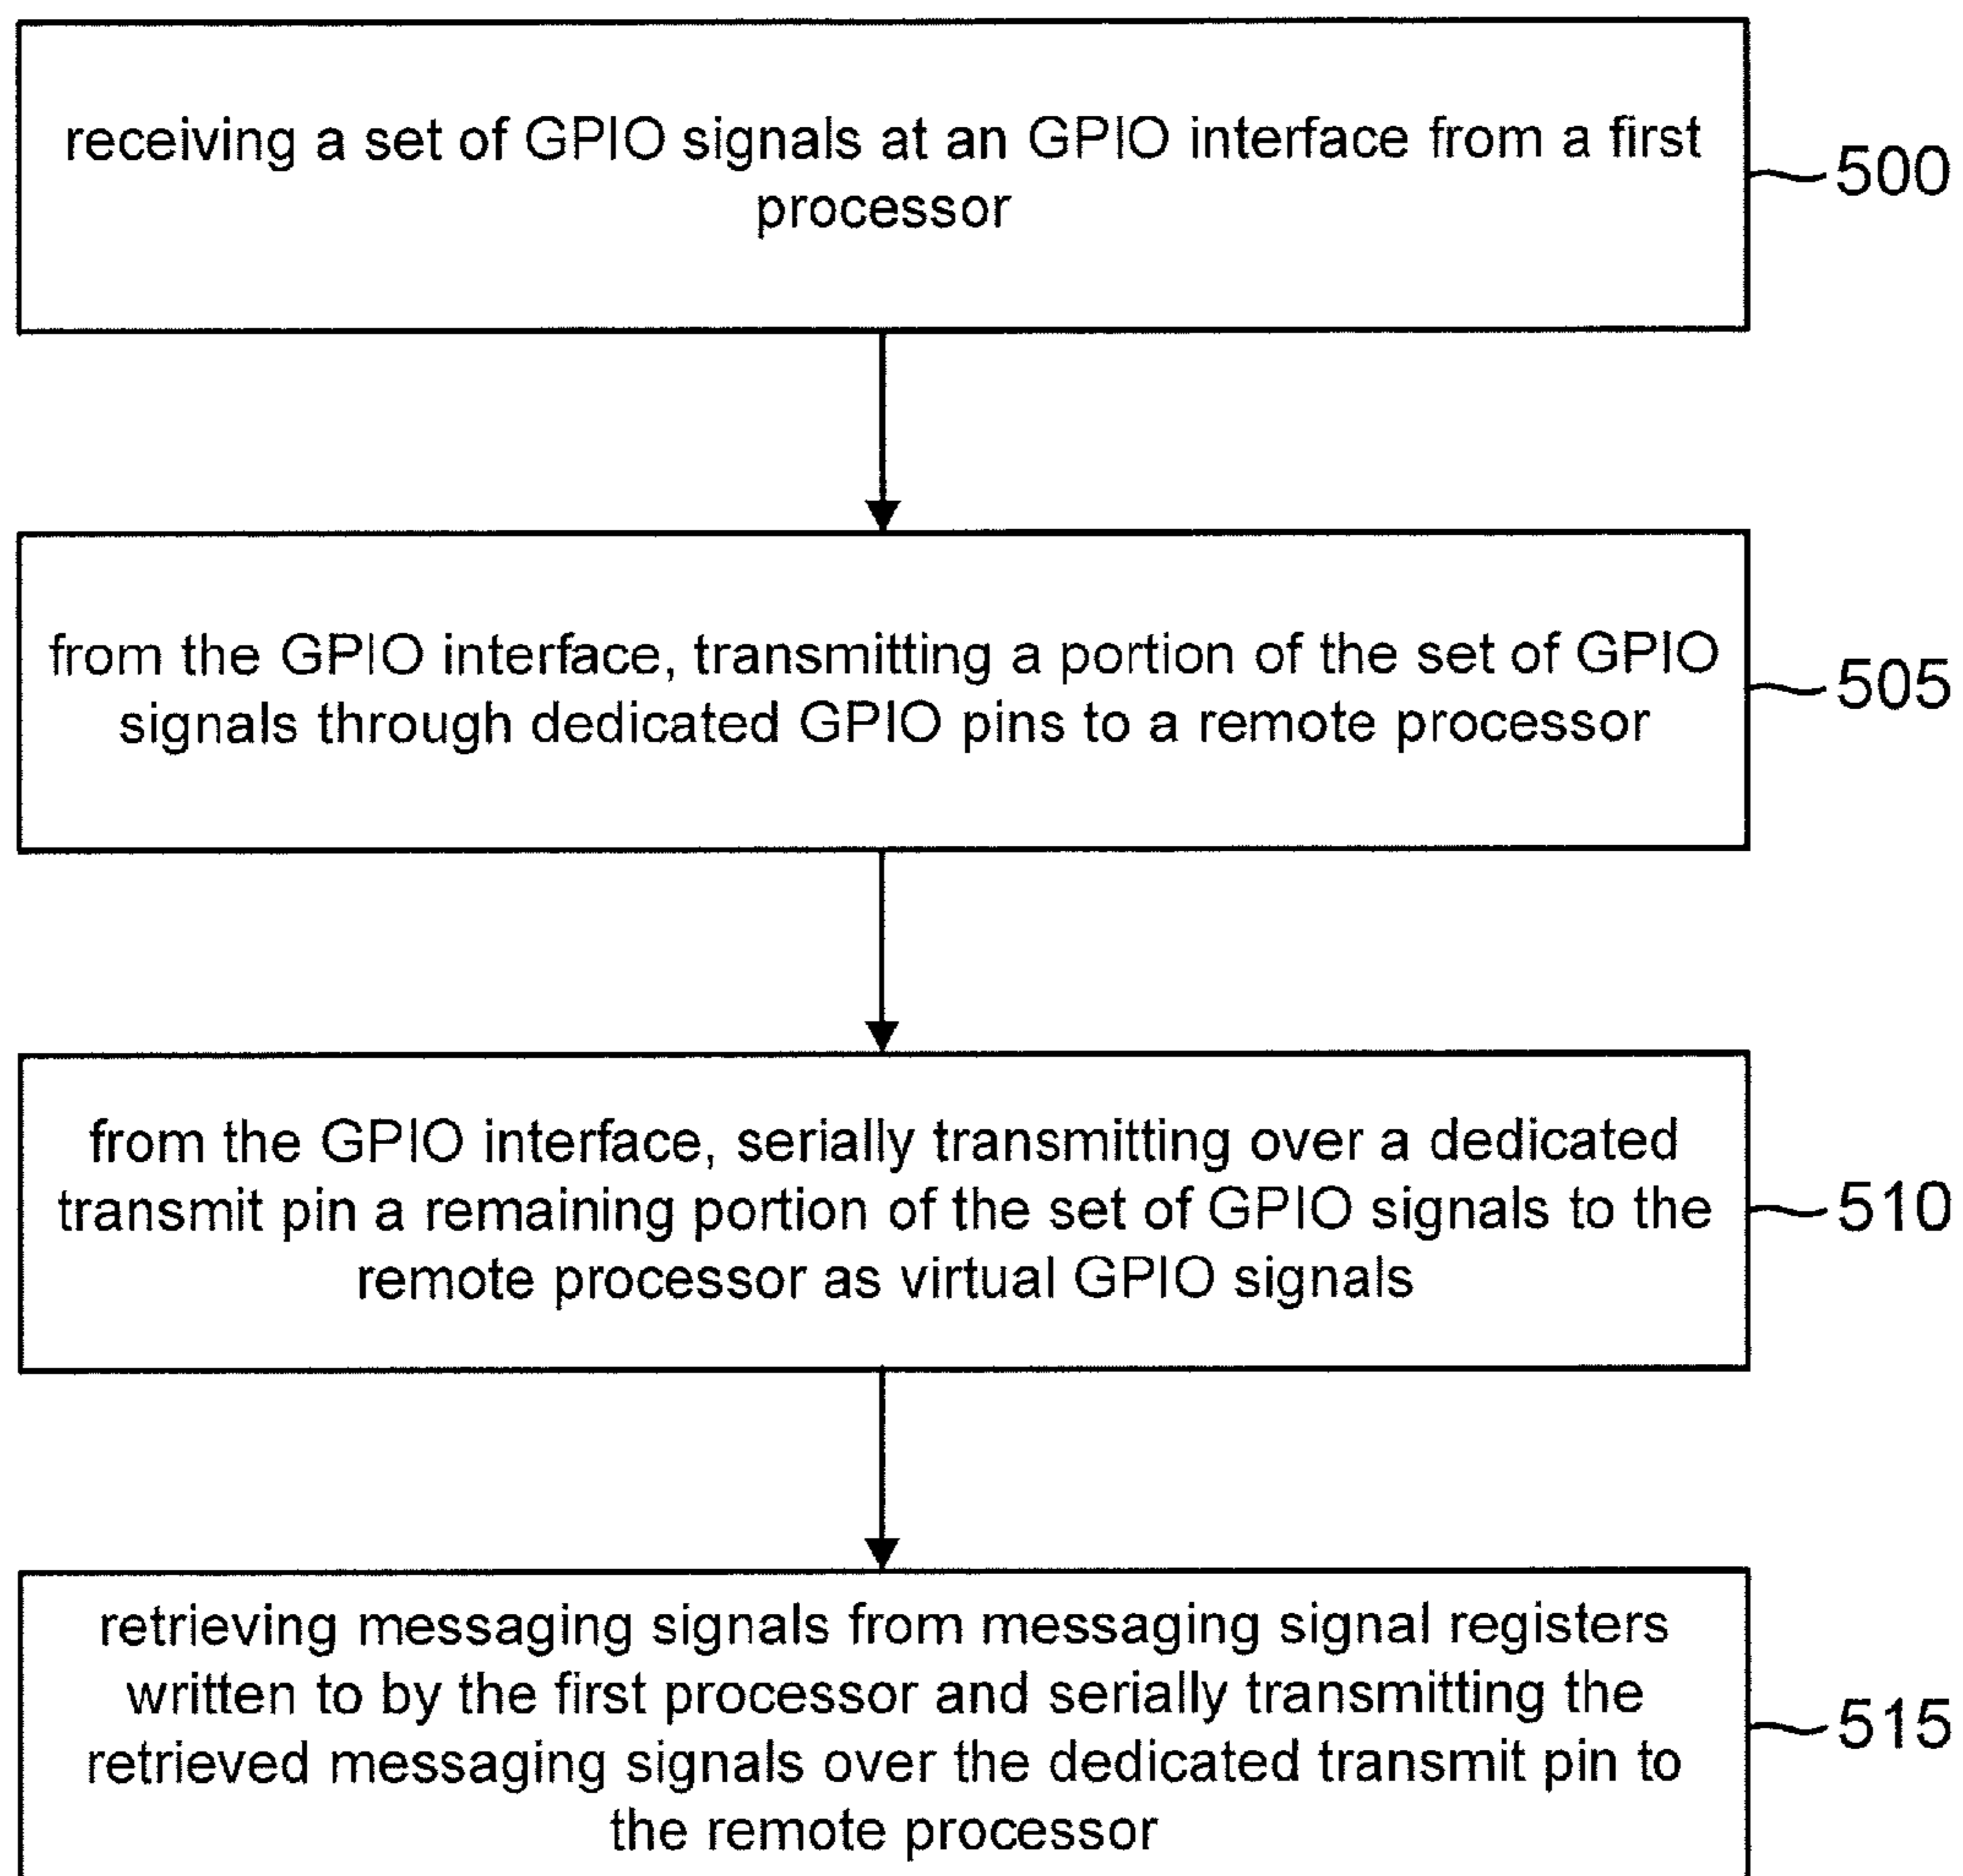 receiving a set of GPIO signals at an GPIO interface from a first
processor
500
from the GPIO interface, transmitting a portion of the set of GPIO
signals through dedicated GPIO pins to a remote processor
505
from the GPIO interface, serially transmitting over a dedicated
transmit pin a remaining portion of the set of GPIO signals to the
remote processor as virtual GPIO signals
510
retrieving messaging signals from messaging signal registers
written to by the first processor and serially transmitting the
retrieved messaging signals over the dedicated transmit pin to
the remote processor
515